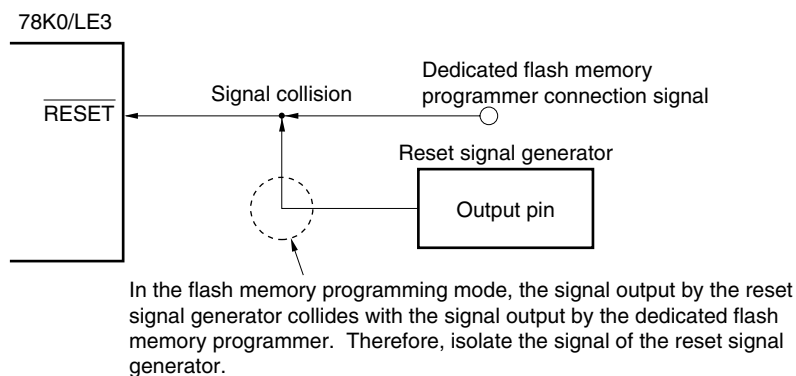 78K0/LE3
Dedicated flash memory
programmer connection signal
Signal collision
RESET
Reset signal generator
Output pin
In the flash memory programming mode, the signal output by the reset
signal generator collides with the signal output by the dedicated flash
memory programmer. Therefore, isolate the signal of the reset signal
generator.